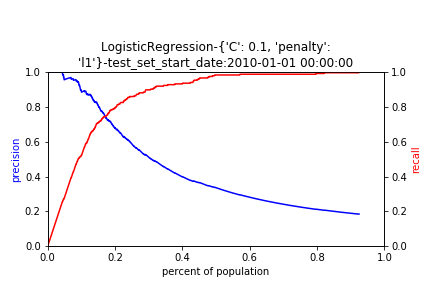 LogisticRegression-{'C': 0.1, 'penalty':
'l1'}-test_set_start_date:2010-01-01 00:00:00
1.0
0.8
0.6
0.4
0.2
0.0
precision
1.0
0.8
0.6
0.4
0.2
0.0
recall
0.0 0.2 0.4 0.6 0.8 1.0
percent of population